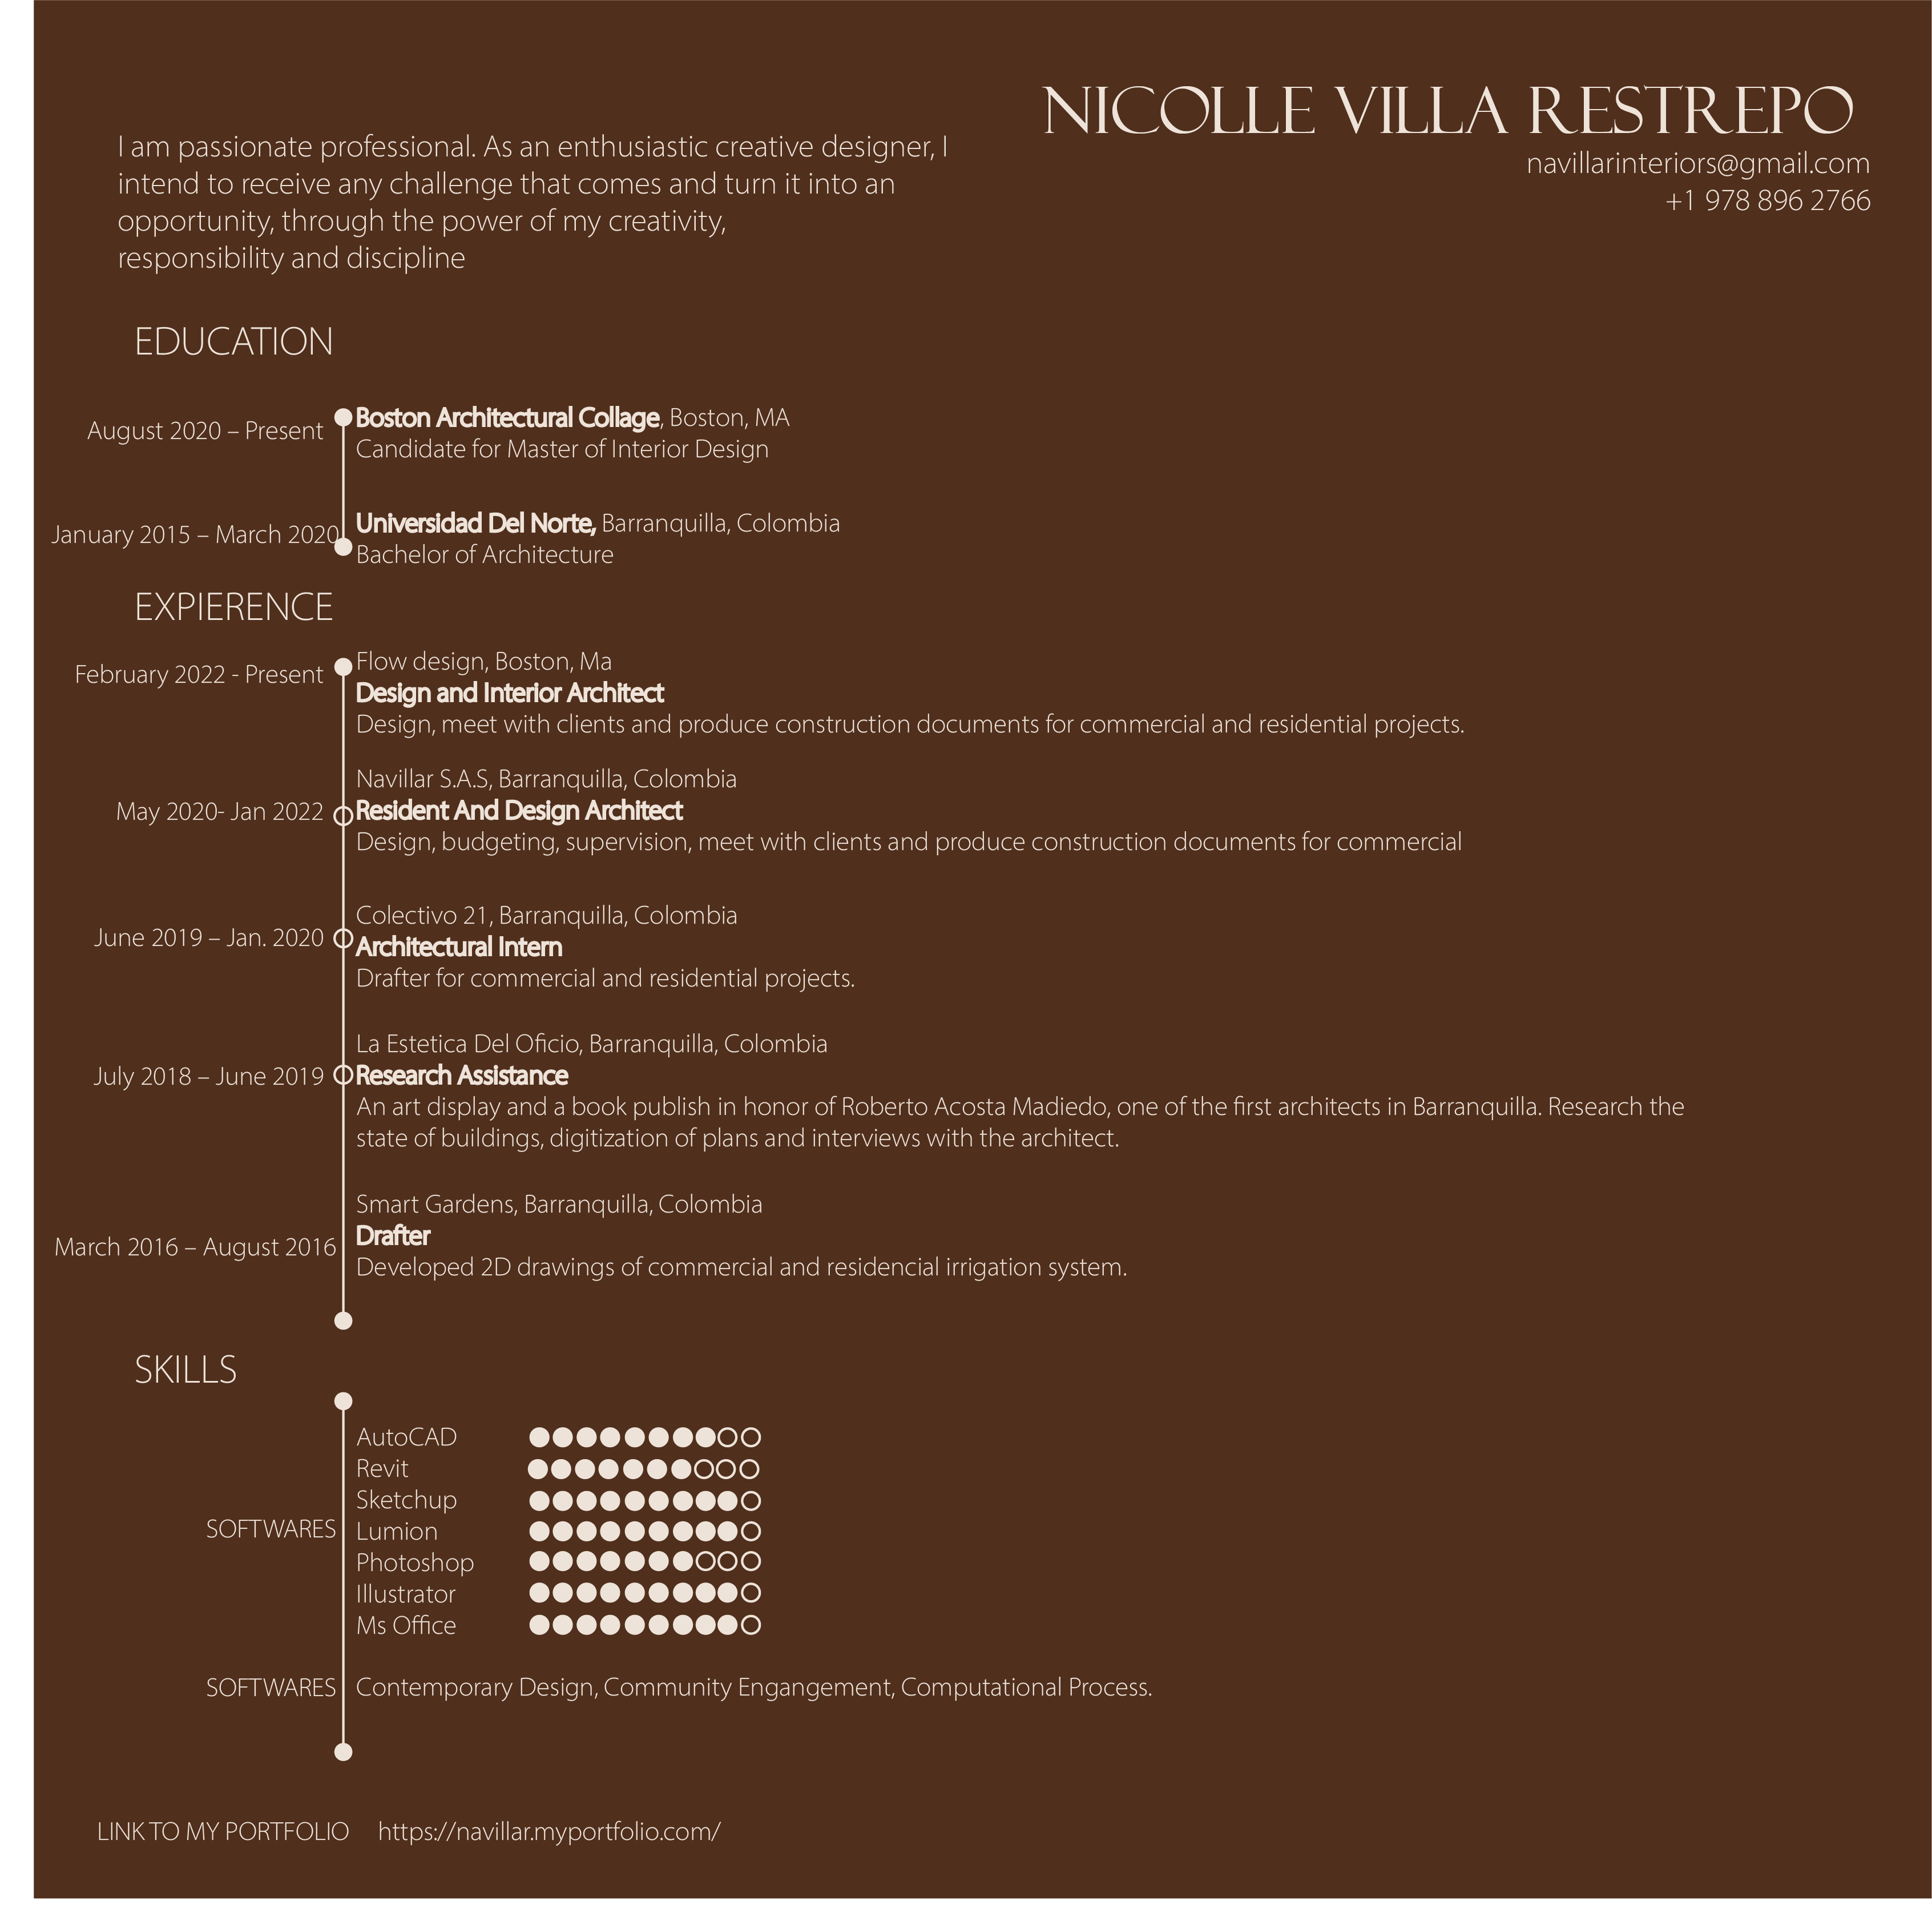 NICOLLE VILLA RESTREPO
navillarinteriors@gmail.com
+1 978 896 2766
I am passionate professional. As an enthusiastic creative designer, I
intend to receive any challenge that comes and turn it into an
opportunity, through the power of my creativity,
responsibility and discipline
EDUCATION
August 2020 – Present
Boston Architectural Collage, Boston, MA
Candidate for Master of Interior Design
January 2015 – March 2020
Universidad Del Norte, Barranquilla, Colombia
Bachelor of Architecture
EXPIERENCE
February 2022 - Present
Flow design, Boston, Ma
Design and Interior Architect
Design, meet with clients and produce construction documents for commercial and residential projects.
May 2020- Jan 2022
Navillar S.A.S, Barranquilla, Colombia
Resident And Design Architect
Design, budgeting, supervision, meet with clients and produce construction documents for commercial
June 2019 – Jan. 2020
Colectivo 21, Barranquilla, Colombia
Architectural Intern
Drafter for commercial and residential projects.
July 2018 – June 2019
La Estetica Del Oficio, Barranquilla, Colombia
Research Assistance
An art display and a book publish in honor of Roberto Acosta Madiedo, one of the first architects in Barranquilla. Research the
state of buildings, digitization of plans and interviews with the architect.
March 2016 – August 2016
Smart Gardens, Barranquilla, Colombia
Drafter
Developed 2D drawings of commercial and residencial irrigation system.
SKILLS
SOFTWARES
AutoCAD
Revit
Sketchup
Lumion
Photoshop
Illustrator
Ms Office
SOFTWARES
Contemporary Design, Community Engangement, Computational Process.
LINK TO MY PORTFOLIO https://navillar.myportfolio.com/